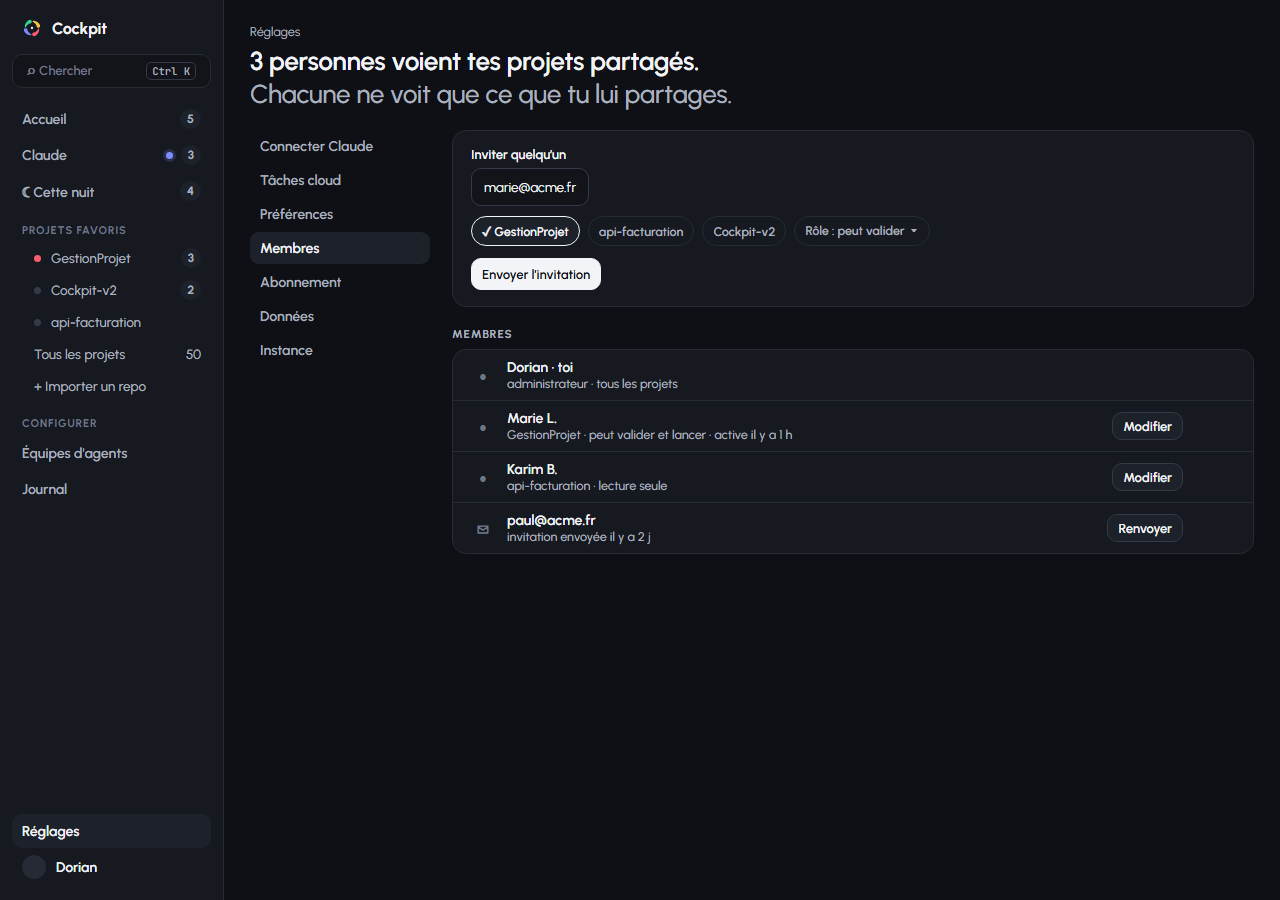 Cockpit
Chercher Ctrl K
Accueil 5
Claude 3
Cette nuit 4
PROJETS FAVORIS
GestionProjet 3
Cockpit-v2 2
api-facturation
Tous les projets 50
+ Importer un repo
CONFIGURER
Équipes d'agents
Journal
Réglages
Dorian
Réglages
3 personnes voient tes projets partagés.
Chacune ne voit que ce que tu lui partages.
Connecter Claude
Tâches cloud
Préférences
Membres
Abonnement
Données
Instance
Inviter quelqu'un
marie@acme.fr
✓ GestionProjet api-facturation Cockpit-v2 Rôle : peut valider
Envoyer l'invitation
MEMBRES
Dorian · toi
administrateur · tous les projets
Marie L.
GestionProjet · peut valider et lancer · active il y a 1 h
Modifier
Karim B.
api-facturation · lecture seule
Modifier
paul@acme.fr
invitation envoyée il y a 2 j
Renvoyer